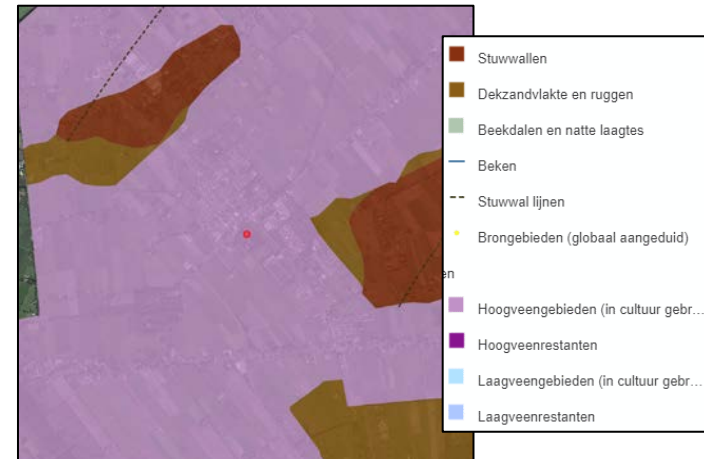 Stuwwallen
Dekzandvlakte en ruggen
Beekdalen en natte laagtes
Beken
Stuwwal lijnen
Brongebieden (globaal aangeduid)
en
Hoogveengebieden (in cultuur gebr...
Hoogveenrestanten
Laagveengebieden (in cultuur gebr...
Laagveenrestanten